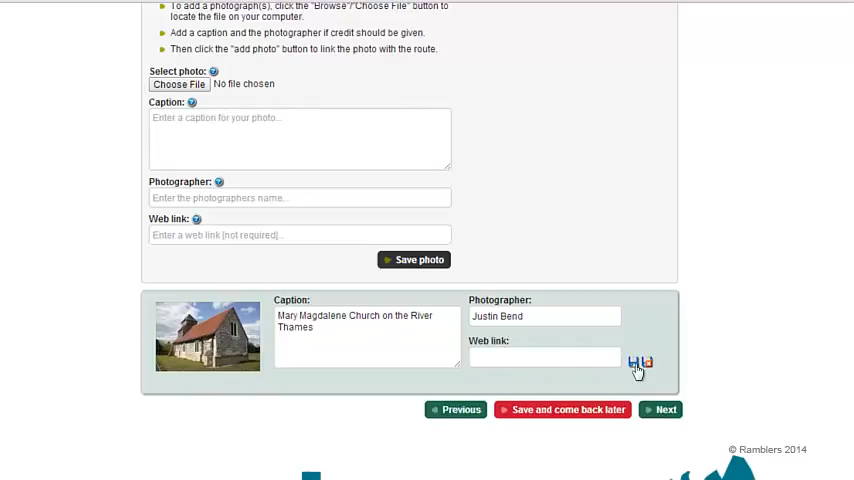 To add a photograph(s), click the "Browse"/"Choose File" button to
locate the file on your computer.
Add a caption and the photographer if credit should be given.
Then click the "add photo" button to link the photo with the route.
Select photo:
Choose File No file chosen
Caption:
Enter a caption for your photo...
Photographer:
Enter the photographers name...
Web link:
Enter a web link [not required]..
Save photo
Caption:
Mary Magdalene Church on the River
Thames
Photographer:
Justin Bend
Web link:
Previous
Save and come back later
Next
© Ramblers 2014